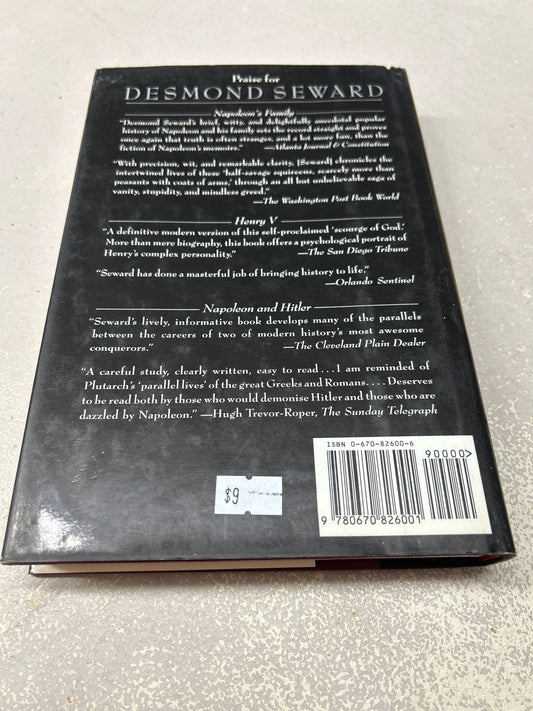 Praise for
DESMOND SEWARD
Napoleon's Family
"Desmond Seward's brief, witty, and delightfully anecdotal popular
history of Napoleon and his family sets the record straight and proves
once again that truth is often stranger, and a lot more fun, than the
fiction of Napoleon's memoirs." —Atlanta Journal & Constitution
"With precision, wit, and remarkable clarity, [Seward] chronicles the
intertwined lives of these 'half-savage squireens, scarcely more than
peasants with coats of arms,' through an all but unbelievable saga of
vanity, stupidity, and mindless greed."
—The Washington Post Book World
Henry V
"A definitive modern version of this self-proclaimed 'scourge of God.'
More than mere biography, this book offers a psychological portrait of
Henry's complex personality." —The San Diego Tribune
"Seward has done a masterful job of bringing history to life."
—Orlando Sentinel
Napoleon and Hitler
"Seward's lively, informative book develops many of the parallels
between the careers of two of modern history's most awesome
conquerors." —The Cleveland Plain Dealer
"A careful study, clearly written, easy to read . . . I am reminded of
Plutarch's 'parallel lives' of the great Greeks and Romans. . . . Deserves
to be read both by those who would demonise Hitler and those who are
dazzled by Napoleon." —Hugh Trevor-Roper, The Sunday Telegraph
ISBN 0-670-82600-6
90000>
9 780670 826001
$9